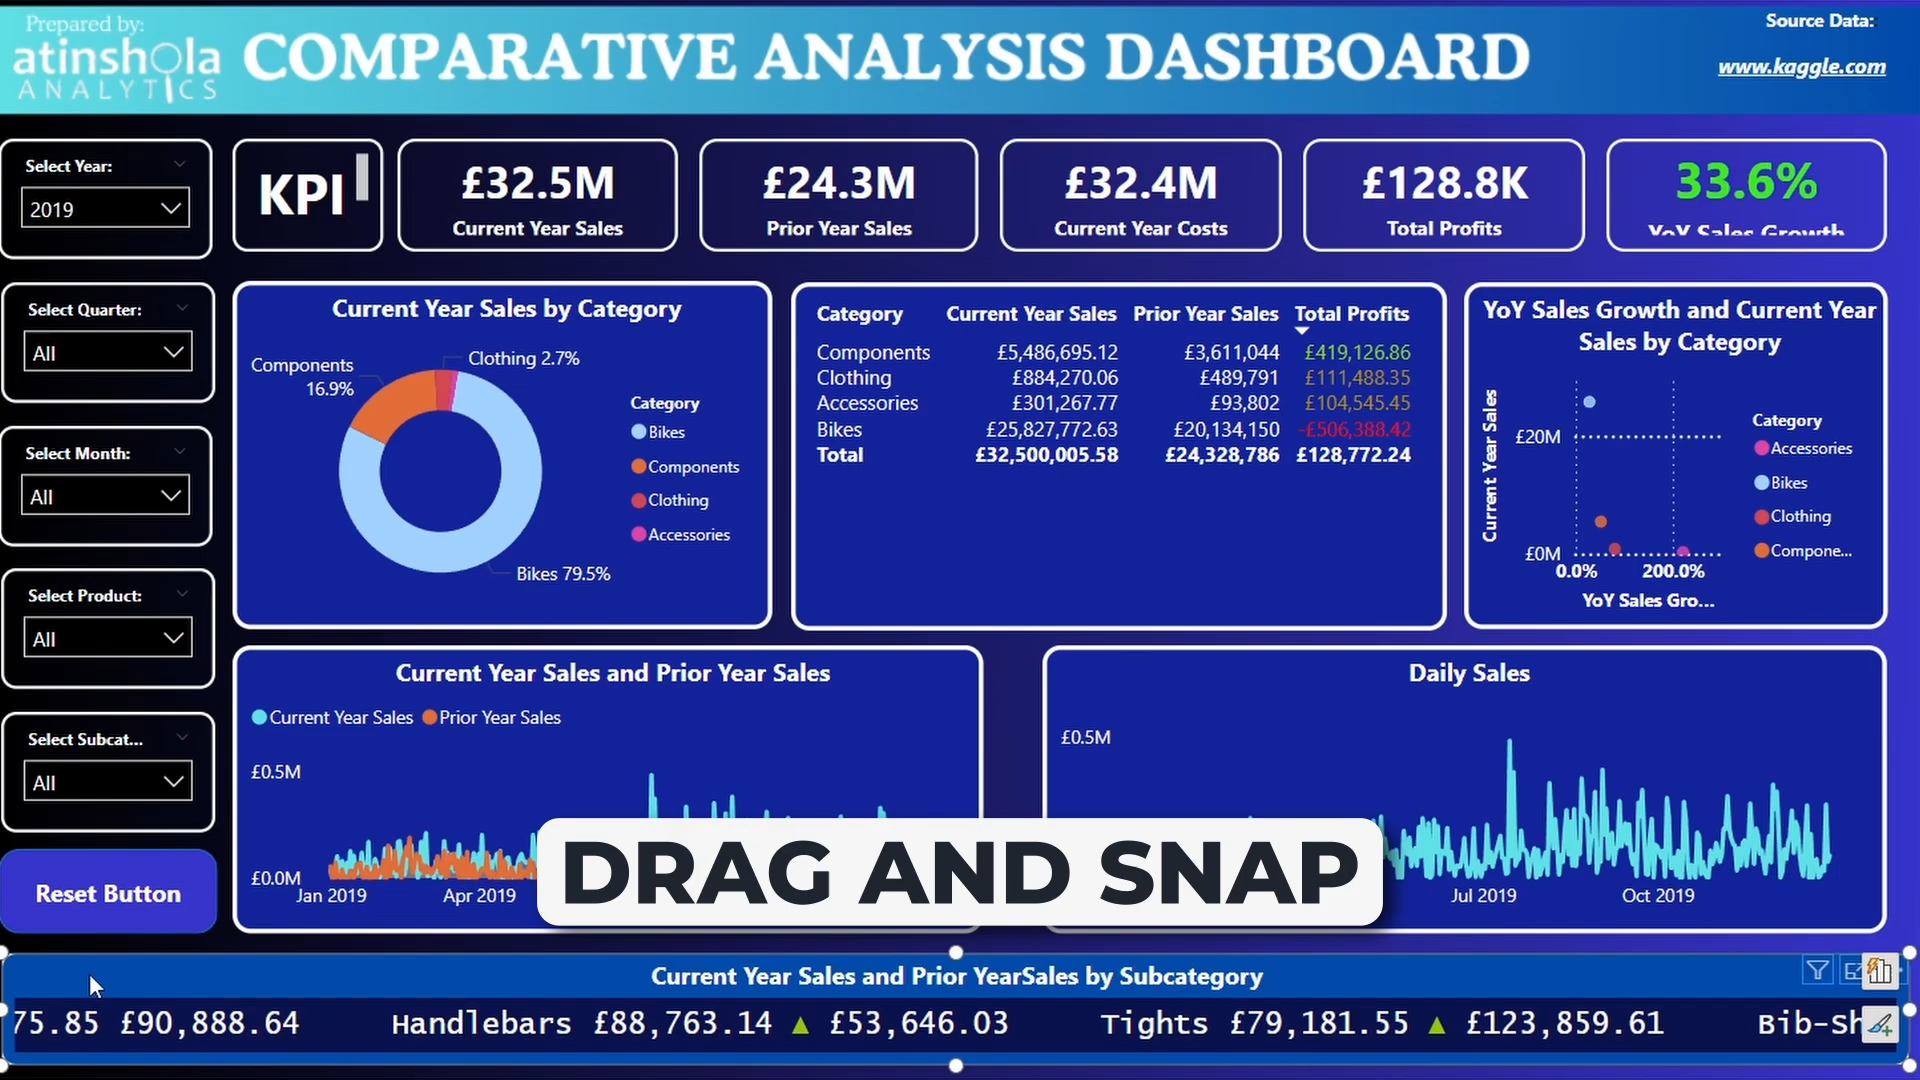 Prepared by:
atinshola
ANALYTICS
COMPARATIVE ANALYSIS DASHBOARD
Source Data:
www.kaggle.com
Select Year:
2019
KPI
£32.5M
Current Year Sales
£24.3M
Prior Year Sales
£32.4M
Current Year Costs
£128.8K
Total Profits
33.6%
YoY Sales Growth
Select Quarter:
All
Select Month:
All
Select Product:
All
Select Subcat...
All
Reset Button
Current Year Sales by Category
Components
16.9%
Clothing 2.7%
Bikes 79.5%
Category
Bikes
Components
Clothing
Accessories
Category Current Year Sales Prior Year Sales Total Profits
Components £5,486,695.12 £3,611,044 £419,126.86
Clothing £884,270.06 £489,791 £111,488.35
Accessories £301,267.77 £93,802 £104,545.45
Bikes £25,827,772.63 £20,134,150 -£506,388.42
Total £32,500,005.58 £24,328,786 £128,772.24
YoY Sales Growth and Current Year
Sales by Category
Current Year Sales
£20M
£0M
0.0% 200.0%
YoY Sales Gro...
Category
Accessories
Bikes
Clothing
Compone...
Current Year Sales and Prior Year Sales
Current Year Sales Prior Year Sales
£0.5M
£0.0M
Jan 2019 Apr 2019
Daily Sales
£0.5M
Jul 2019 Oct 2019
DRAG AND SNAP
Current Year Sales and Prior YearSales by Subcategory
75.85 £90,888.64 Handlebars £88,763.14 ▲ £53,646.03 Tights £79,181.55 ▲ £123,859.61 Bib-Sh